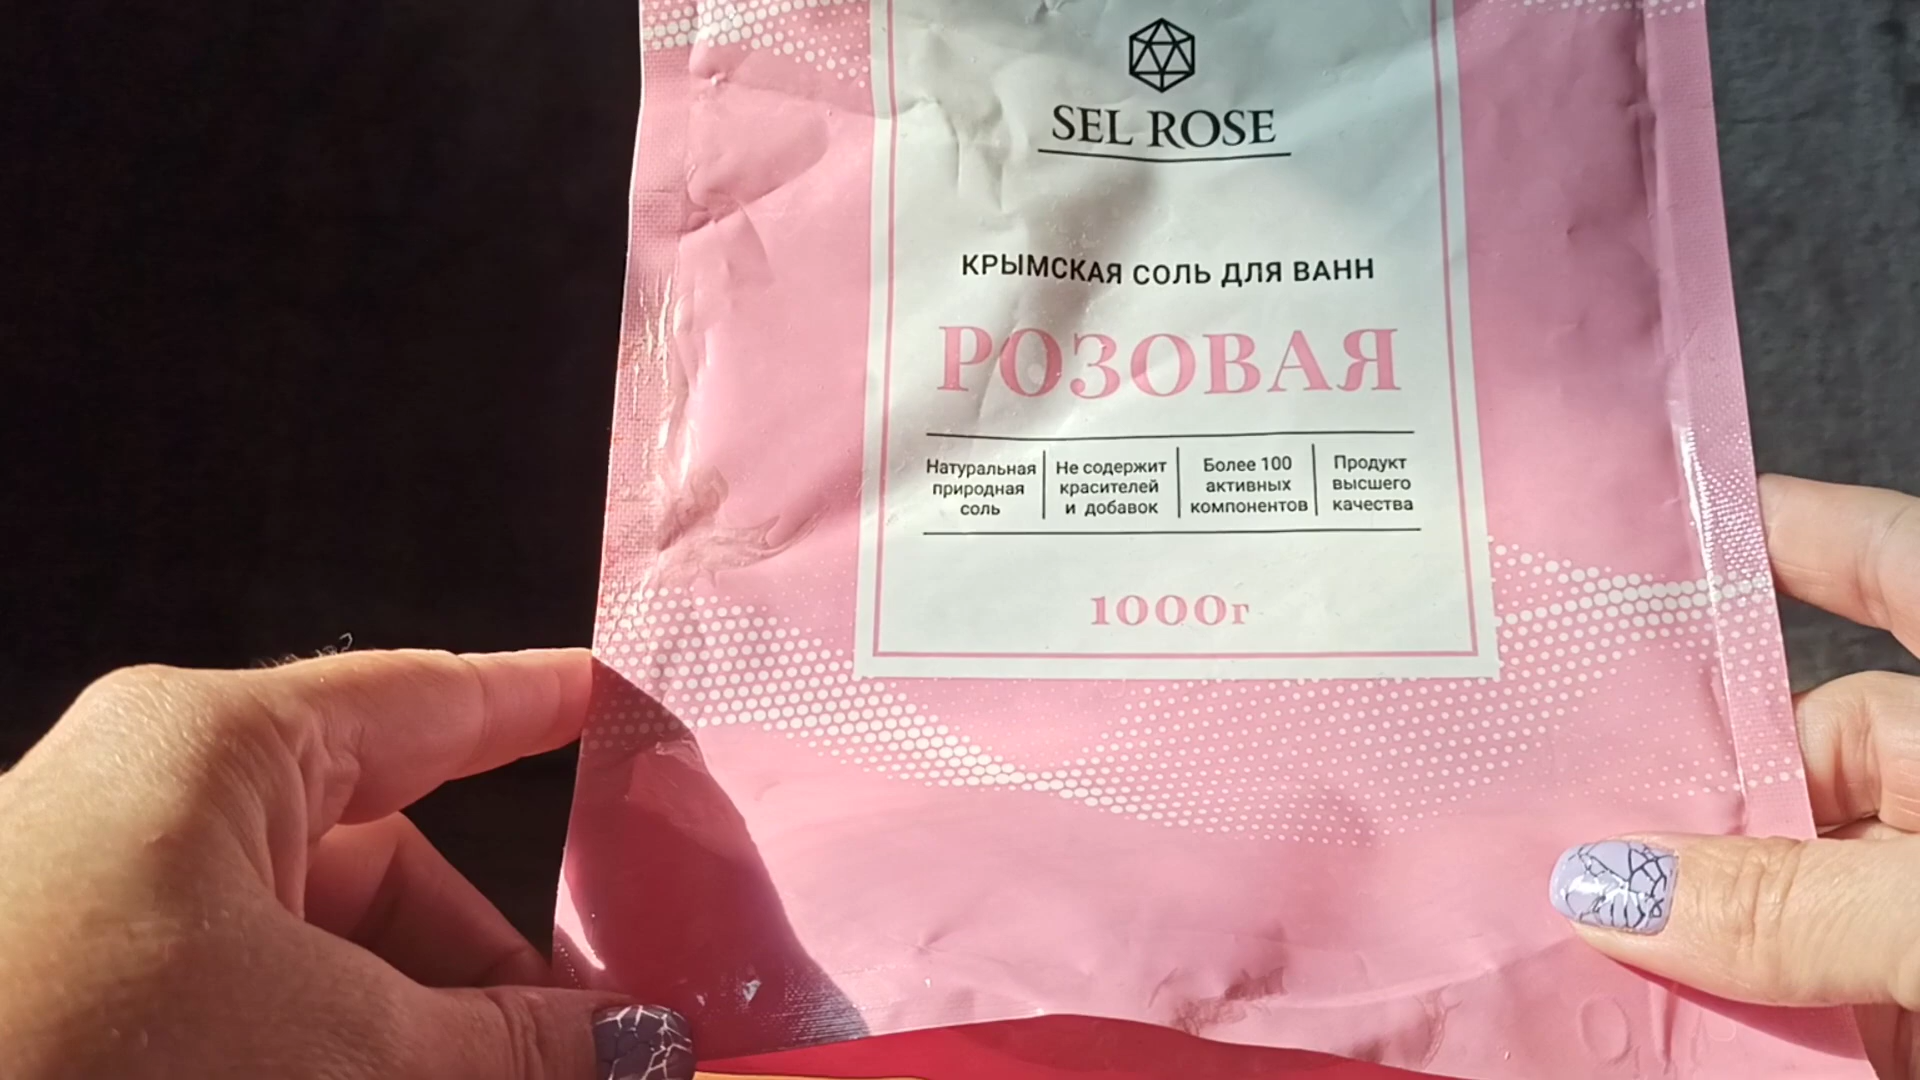 SEL ROSE
КРЫМСКАЯ СОЛЬ ДЛЯ ВАНН
РОЗОВАЯ
Натуральная
природная
соль
Не содержит
красителей
и добавок
Более 100
активных
компонентов
Продукт
высшего
качества
1000г